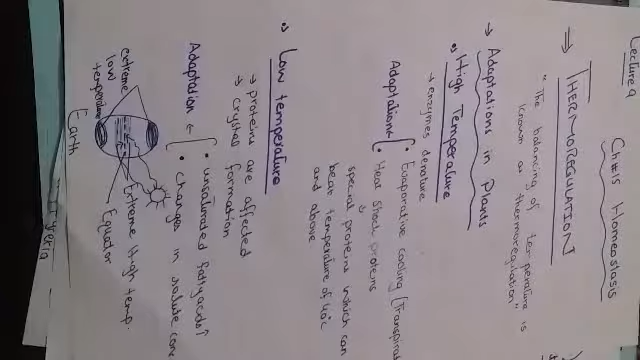 Lecture 9
Ch#15 Homeostasis
⇒ THERMOREGULATION
"The balancing of temperature is
known as thermoregulation"
→ Adaptations in Plants
• High Temperature
→ enzymes denature
Adaptations • Evaporative cooling (Transpirat
• Heat Shock proteins
special proteins which can
bear temperature of 40°C
and above
• Low temperature
→ proteins are affected
→ crystal formation
Adaptation ← • unsaturated fatty acids ↑
• changes in solute conc
extreme
low
temperature
Extreme High temp.
Equator
Earth